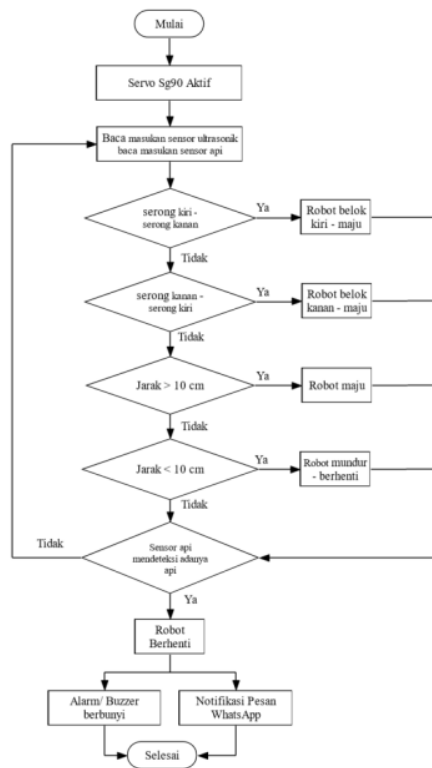 Mulai
Servo Sg90 Aktif
Baca masukan sensor ultrasonik
baca masukan sensor api
serong kiri -
serong kanan
Ya
Robot belok
kiri - maju
Tidak
serong kanan -
serong kiri
Ya
Robot belok
kanan - maju
Tidak
Jarak > 10 cm
Ya
Robot maju
Tidak
Jarak < 10 cm
Ya
Robot mundur
- berhenti
Tidak
Tidak
Sensor api
mendeteksi adanya
api
Ya
Robot
Berhenti
Alarm/ Buzzer
berbunyi
Notifikasi Pesan
WhatsApp
Selesai